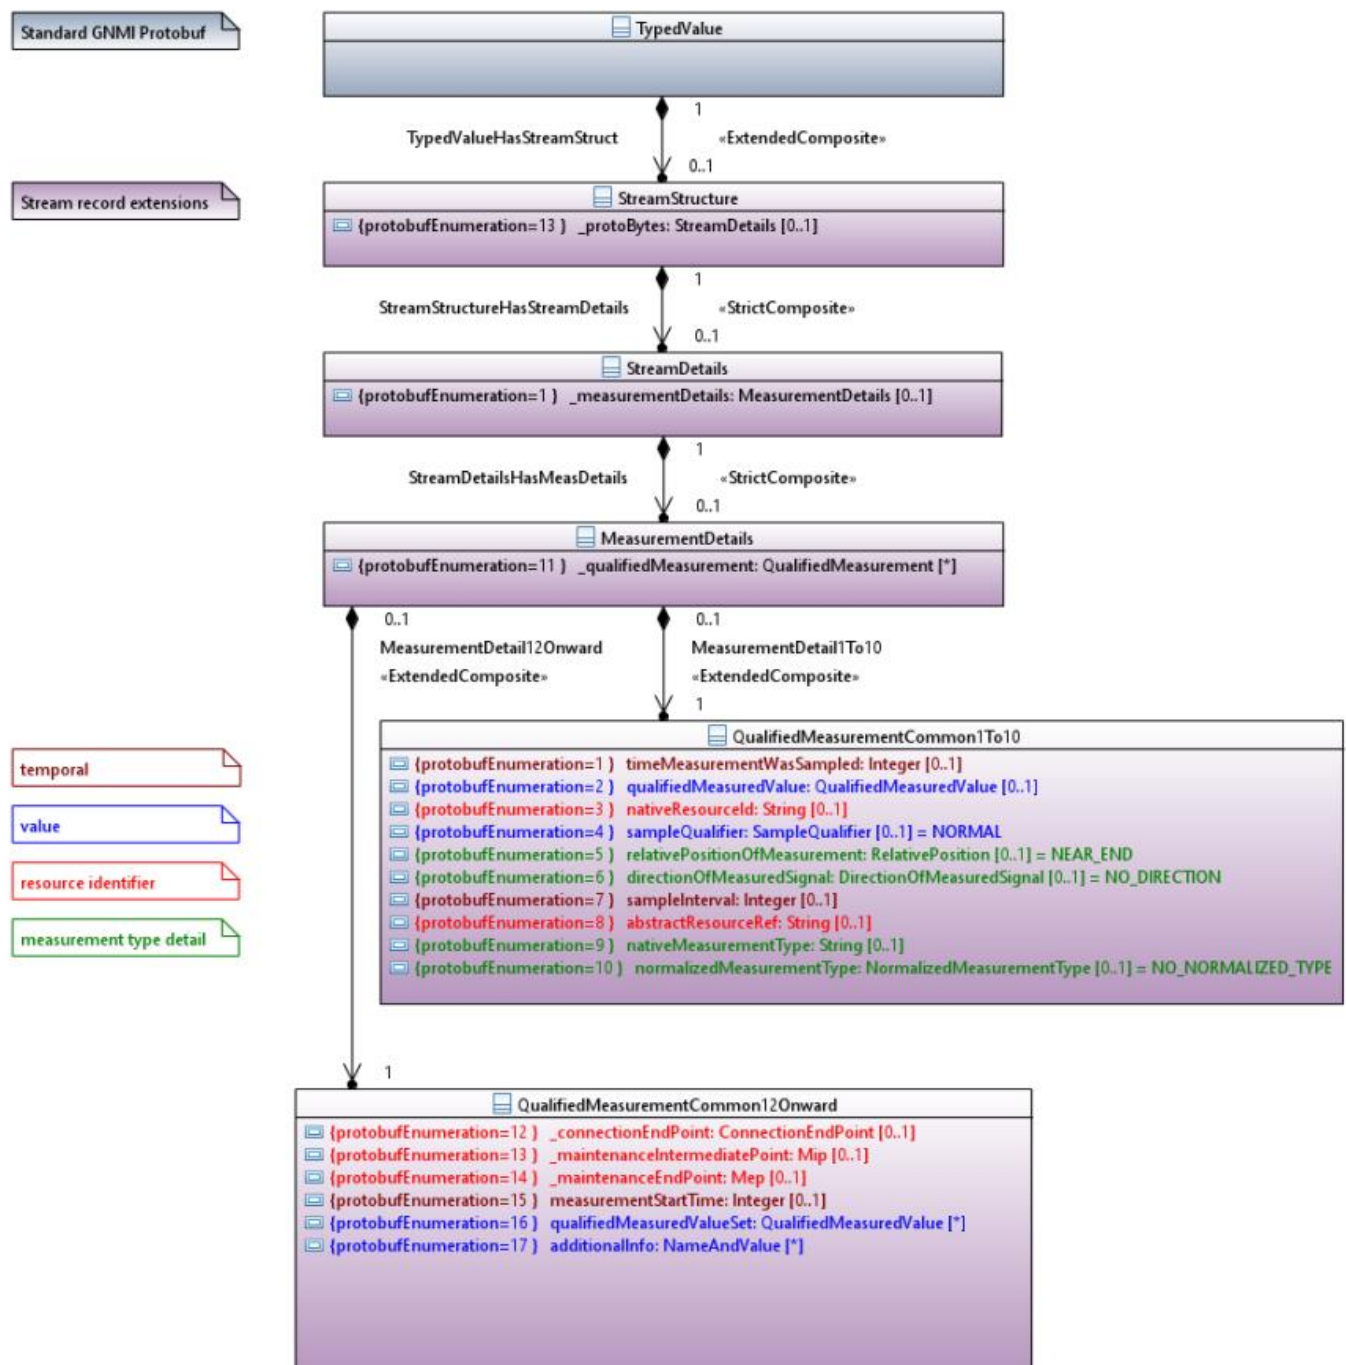 Standard GNMI Protobuf
TypedValue
1
TypedValueHasStreamStruct
«ExtendedComposite»
0..1
Stream record extensions
StreamStructure
{protobufEnumeration=13 } _protoBytes: StreamDetails [0..1]
1
StreamStructureHasStreamDetails
«StrictComposite»
0..1
StreamDetails
{protobufEnumeration=1 } _measurementDetails: MeasurementDetails [0..1]
1
StreamDetailsHasMeasDetails
«StrictComposite»
0..1
MeasurementDetails
{protobufEnumeration=11 } _qualifiedMeasurement: QualifiedMeasurement [*]
0..1
MeasurementDetail12Onward
«ExtendedComposite»
0..1
MeasurementDetail1To10
«ExtendedComposite»
1
temporal
value
resource identifier
measurement type detail
QualifiedMeasurementCommon1To10
{protobufEnumeration=1 } timeMeasurementWasSampled: Integer [0..1]
{protobufEnumeration=2 } qualifiedMeasuredValue: QualifiedMeasuredValue [0..1]
{protobufEnumeration=3 } nativeResourceId: String [0..1]
{protobufEnumeration=4 } sampleQualifier: SampleQualifier [0..1] = NORMAL
{protobufEnumeration=5 } relativePositionOfMeasurement: RelativePosition [0..1] = NEAR_END
{protobufEnumeration=6 } directionOfMeasuredSignal: DirectionOfMeasuredSignal [0..1] = NO_DIRECTION
{protobufEnumeration=7 } sampleInterval: Integer [0..1]
{protobufEnumeration=8 } abstractResourceRef: String [0..1]
{protobufEnumeration=9 } nativeMeasurementType: String [0..1]
{protobufEnumeration=10 } normalizedMeasurementType: NormalizedMeasurementType [0..1] = NO_NORMALIZED_TYPE
1
QualifiedMeasurementCommon12Onward
{protobufEnumeration=12 } _connectionEndPoint: ConnectionEndPoint [0..1]
{protobufEnumeration=13 } _maintenanceIntermediatePoint: Mip [0..1]
{protobufEnumeration=14 } _maintenanceEndPoint: Mep [0..1]
{protobufEnumeration=15 } measurementStartTime: Integer [0..1]
{protobufEnumeration=16 } qualifiedMeasuredValueSet: QualifiedMeasuredValue [*]
{protobufEnumeration=17 } additionalInfo: NameAndValue [*]